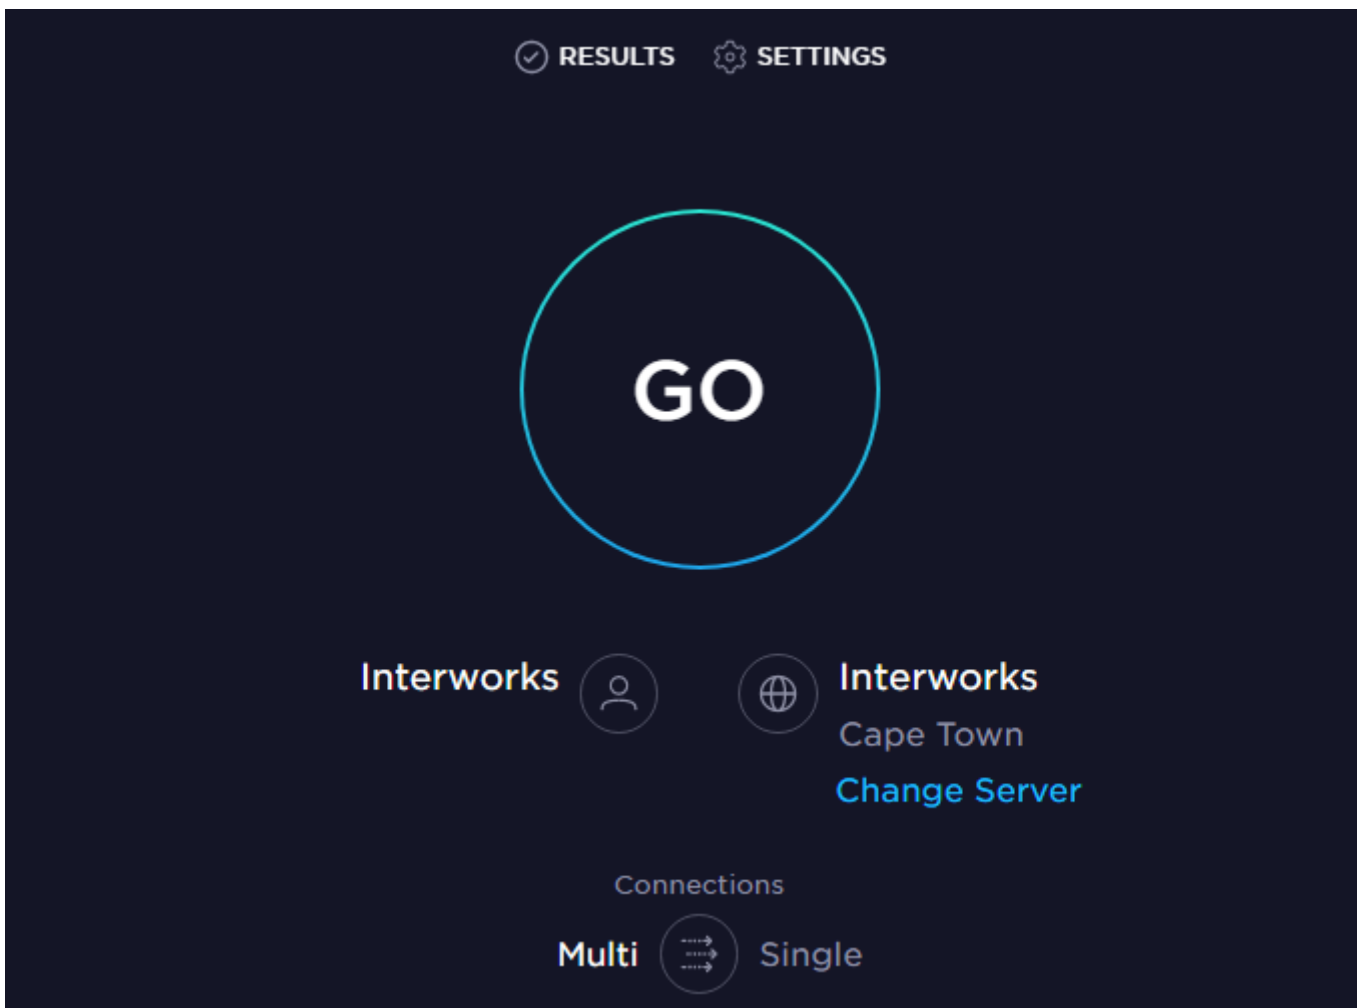 RESULTS SETTINGS
GO
Interworks
Interworks
Cape Town
Change Server
Connections
Multi Single